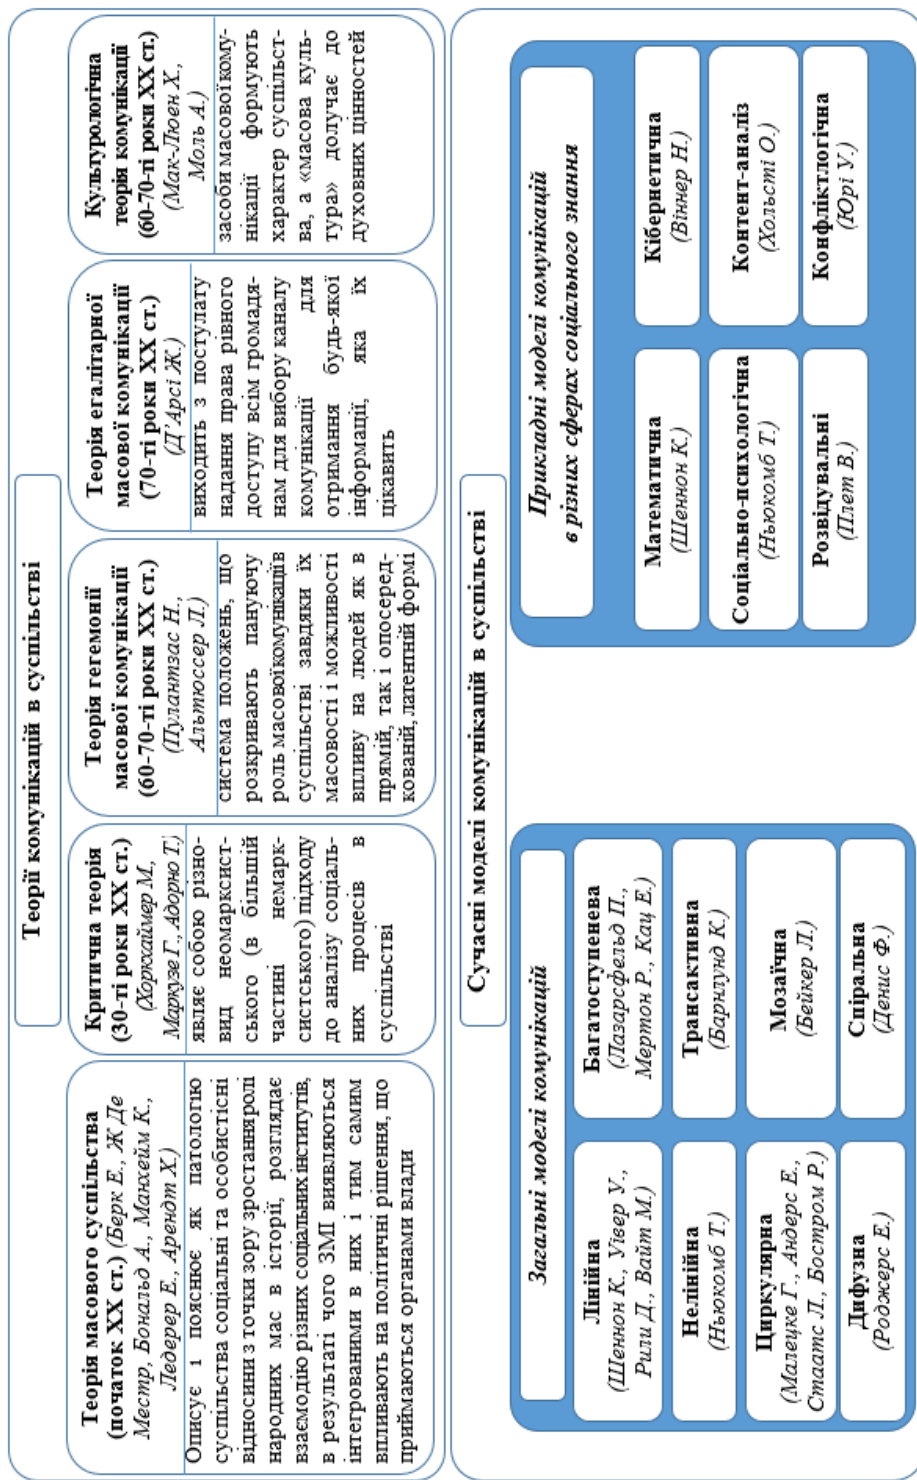 Теорії комунікацій в суспільстві
Теорія масового суспільства
(початок ХХ ст.) (Берк Е., Ж Де
Местр, Бональд А., Манхейм К.,
Ледерер Е., Арендт Х.)
Описує і пояснює як патологію
суспільства соціальні та особистісні
відносини з точки зору зростання ролі
народних мас в історії, розглядає
взаємодію різних соціальних інститутів,
в результаті чого ЗМІ виявляються
інтегрованими в них і тим самим
впливають на політичні рішення, що
приймаються органами влади
Критична теорія
(30-ті роки ХХ ст.)
(Хоркхаймер М,
Маркузе Г., Адорно Т.)
являє собою різно-
вид неомарксист-
ського (в більшій
частині немарк-
систського) підходу
до аналізу соціаль-
них процесів в
суспільстві
Теорія гегемонії
масової комунікації
(60-70-ті роки ХХ ст.)
(Пулантзас Н.,
Альтюссер Л.)
система положень, що
розкривають пануючу
роль масової комунікації в
суспільстві завдяки їх
масовості і можливості
впливу на людей як в
прямій, так і опосеред-
кованій, латентній формі
Теорія егалітарної
масової комунікації
(70-ті роки ХХ ст.)
(Д’Арсі Ж.)
виходить з постулату
надання права рівного
доступу всім громадя-
нам для вибору каналу
комунікації для
отримання будь-якої
інформації, яка їх
цікавить
Культурологічна
теорія комунікації
(60-70-ті роки ХХ ст.)
(Мак-Люен Х.,
Моль А.)
засоби масової кому-
нікації формують
характер суспільст-
ва, а «масова куль-
тура» долучає до
духовних цінностей
Сучасні моделі комунікацій в суспільстві
Загальні моделі комунікацій
Лінійна
(Шеннон К., Уівер У.,
Рили Д., Вайт М.)
Багатоступенева
(Лазарсфельд П.,
Мертон Р., Кац Е.)
Нелінійна
(Ньюкомб Т.)
Трансактивна
(Барнлунд К.)
Циркулярна
(Малецке Г., Андерс Е.,
Стаатс Л., Бостром Р.)
Мозаїчна
(Бейкер Л.)
Дифузна
(Роджерс Е.)
Спіральна
(Денис Ф.)
Прикладні моделі комунікацій
в різних сферах соціального знання
Математична
(Шеннон К.)
Кібернетична
(Віннер Н.)
Соціально-психологічна
(Ньюкомб Т.)
Контент-аналіз
(Хольсті О.)
Розвідувальні
(Плет В.)
Конфліктлогічна
(Юрі У.)